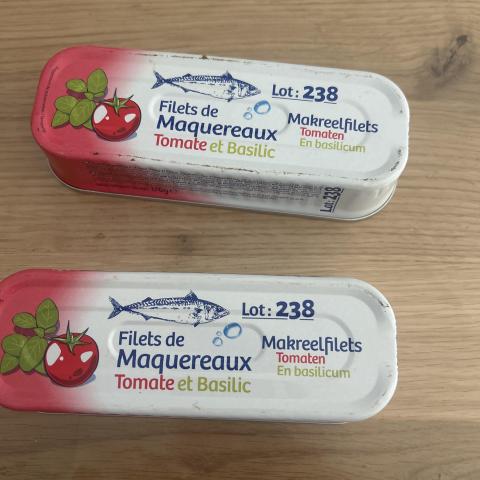 Lot: 238
Filets de
Maquereaux
Tomate et Basilic
Makreelfilets
Tomaten
En basilicum
Lot: 238
Lot: 238
Filets de
Maquereaux
Tomate et Basilic
Makreelfilets
Tomaten
En basilicum